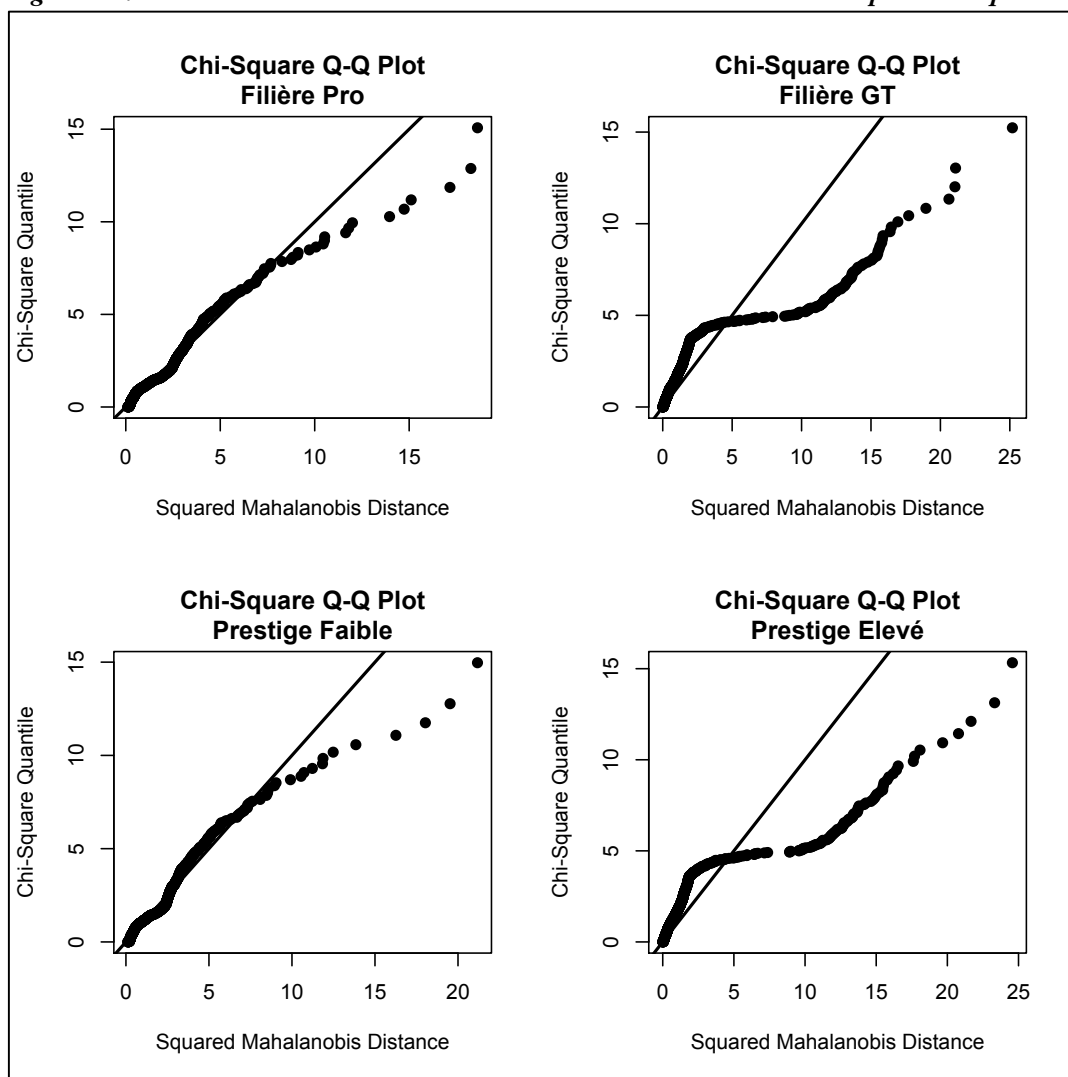 Chi-Square Q-Q Plot
Filière Pro
Chi-Square Quantile
0
5
10
15
0 5 10 15
Squared Mahalanobis Distance
Chi-Square Q-Q Plot
Filière GT
Chi-Square Quantile
0
5
10
15
0 5 10 15 20 25
Squared Mahalanobis Distance
Chi-Square Q-Q Plot
Prestige Faible
Chi-Square Quantile
0
5
10
15
0 5 10 15 20
Squared Mahalanobis Distance
Chi-Square Q-Q Plot
Prestige Elevé
Chi-Square Quantile
0
5
10
15
0 5 10 15 20 25
Squared Mahalanobis Distance